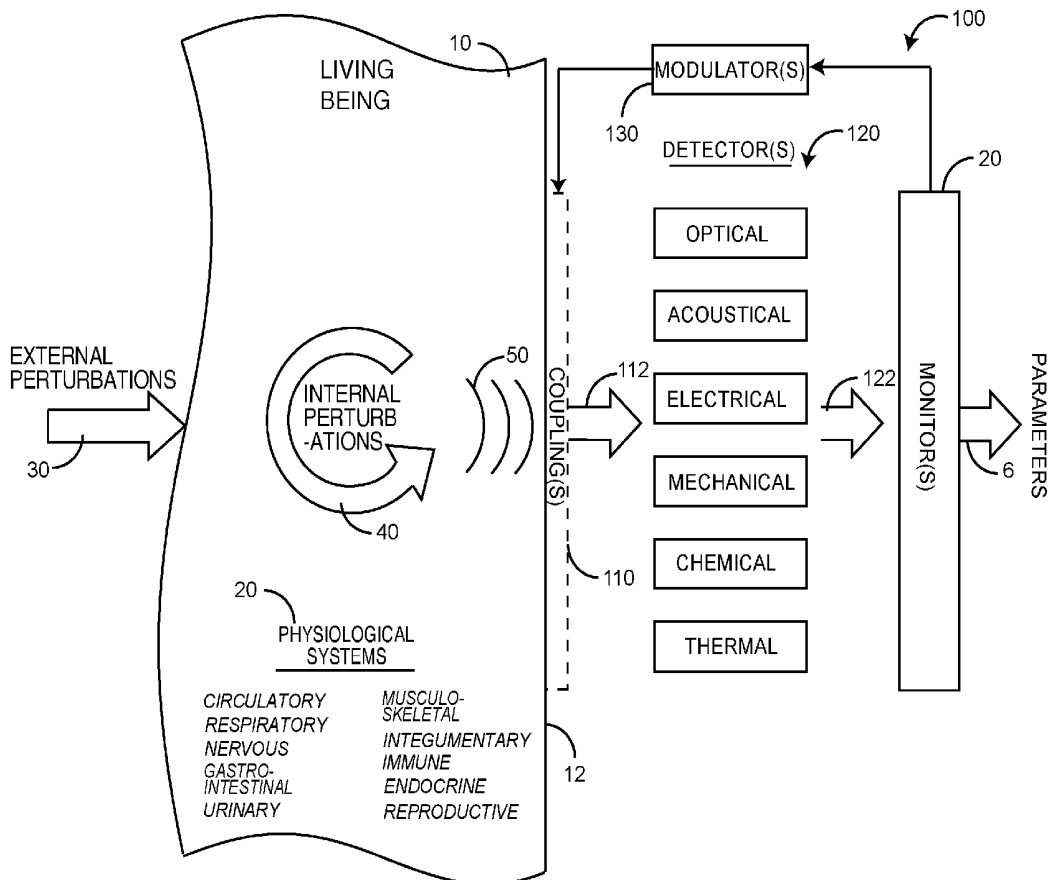 100
10
LIVING
BEING
MODULATOR(S)
130
DETECTOR(S)
120
20
OPTICAL
ACOUSTICAL
ELECTRICAL
MECHANICAL
CHEMICAL
THERMAL
EXTERNAL
PERTURBATIONS
30
INTERNAL
PERTURB
-ATIONS
40
50
COUPLING(S)
112
122
MONITOR(S)
6
PARAMETERS
110
20
PHYSIOLOGICAL
SYSTEMS
CIRCULATORY
RESPIRATORY
NERVOUS
GASTRO-
INTESTINAL
URINARY
MUSCULO-
SKELETAL
INTEGUMENTARY
IMMUNE
ENDOCRINE
REPRODUCTIVE
12